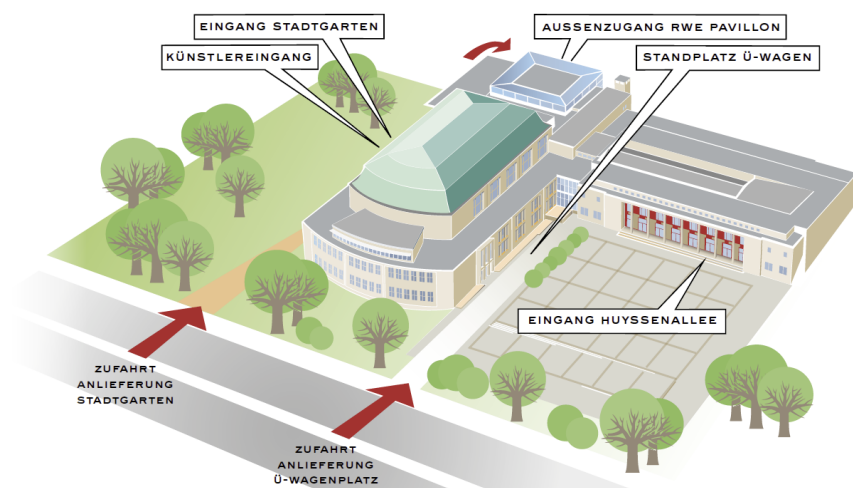 EINGANG STADTGARTEN
KÜNSTLEREINGANG
AUSSENZUGANG RWE PAVILLON
STANDPLATZ Ü-WAGEN
EINGANG HUYSSENALLEE
ZUFAHRT
ANLIEFERUNG
STADTGARTEN
ZUFAHRT
ANLIEFERUNG
Ü-WAGENPLATZ